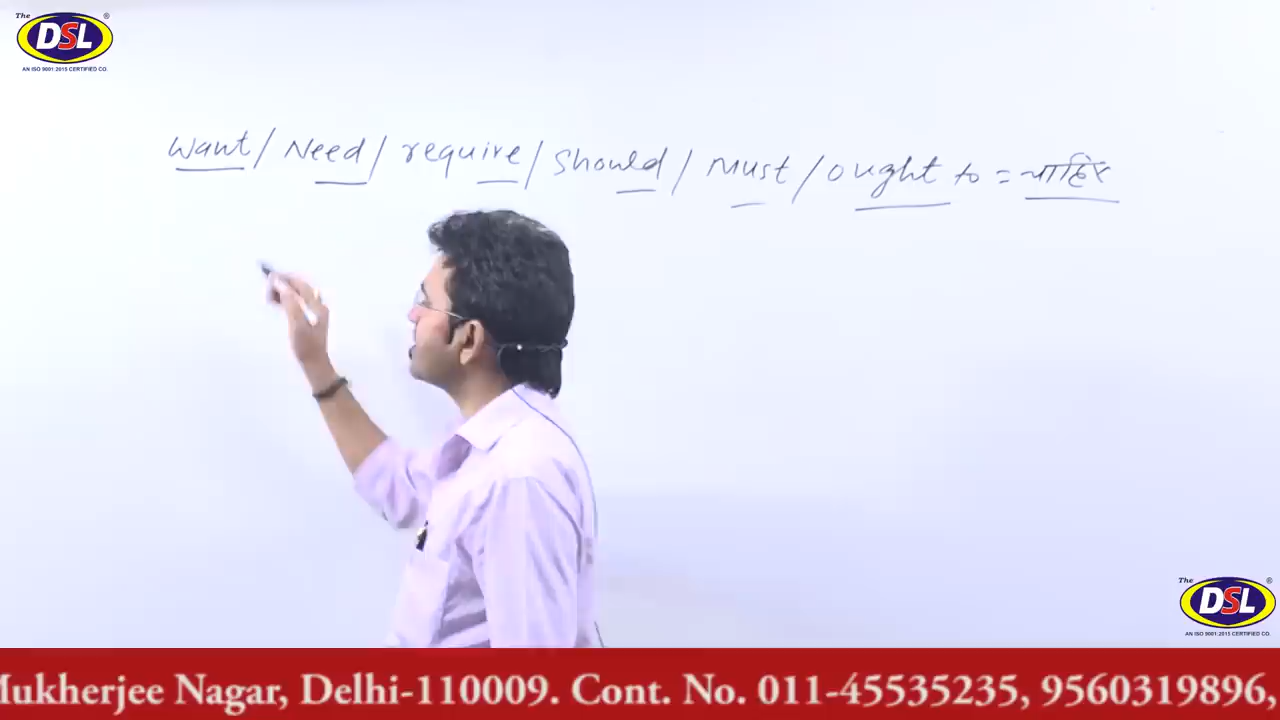 The DSL ®
AN ISO 9001:2015 CERTIFIED CO.
Want / Need / require / should / Must / ought to = चाहिए
The DSL ®
AN ISO 9001:2015 CERTIFIED CO.
Mukherjee Nagar, Delhi-110009. Cont. No. 011-45535235, 9560319896,